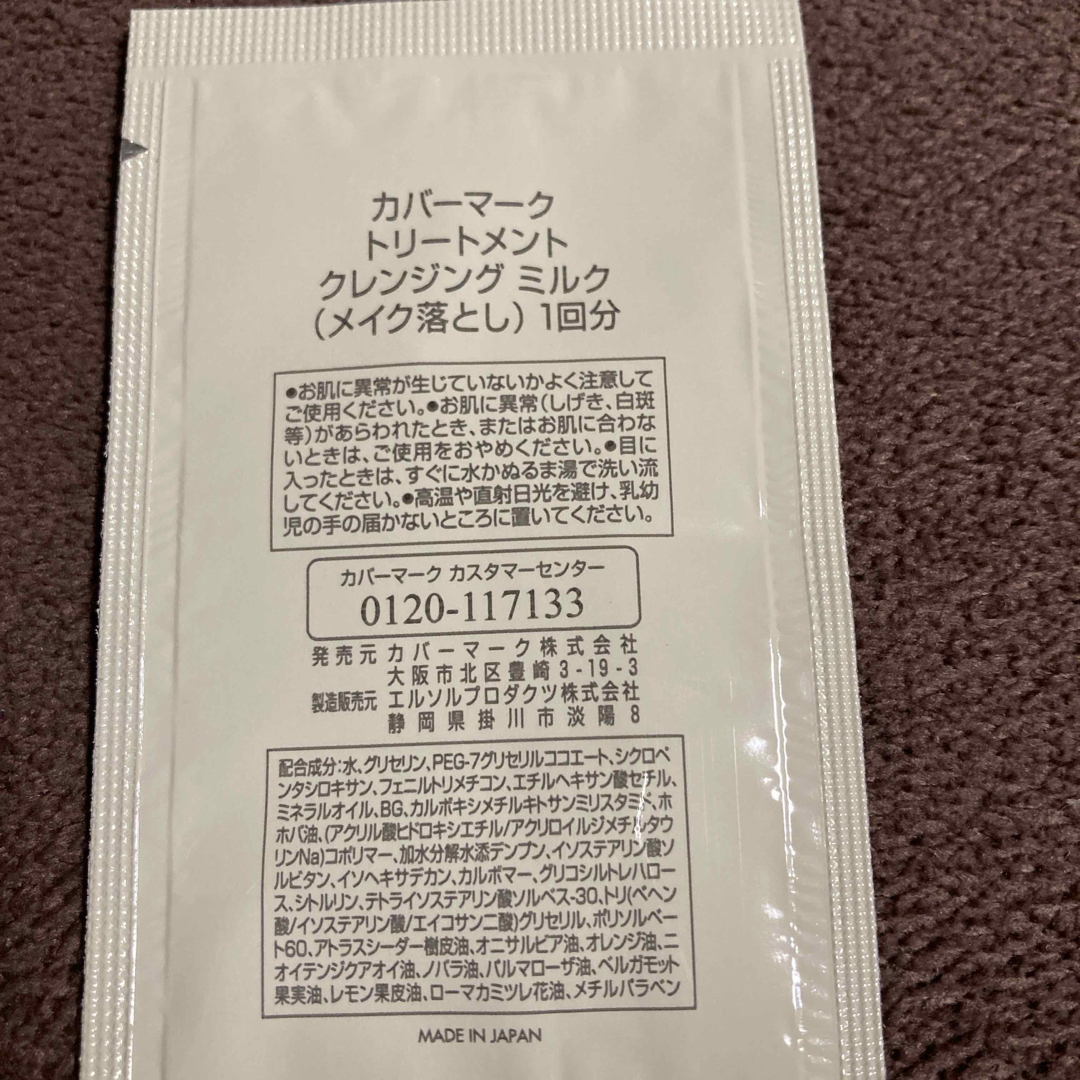 カバーマーク
トリートメント
クレンジング ミルク
(メイク落とし) 1回分
●お肌に異常が生じていないかよく注意して
ご使用ください。●お肌に異常(しげき、白斑
等)があらわれたとき、またはお肌に合わな
いときは、ご使用をおやめください。●目に
入ったときは、すぐに水かぬるま湯で洗い流
してください。●高温や直射日光を避け、乳幼
児の手の届かないところに置いてください。
カバーマーク カスタマーセンター
0120-117133
発売元 カバーマーク株式会社
大阪市北区豊崎3-19-3
製造販売元 エルソルプロダクツ株式会社
静岡県掛川市淡陽8
配合成分:水、グリセリン、PEG-7グリセリルココエート、シクロペ
ンタシロキサン、フェニルトリメチコン、エチルヘキサン酸セチル、
ミネラルオイル、BG、カルボキシメチルキトサンミリスタミド、ホ
ホバ油、(アクリル酸ヒドロキシエチル/アクリロイルジメチルタウ
リンNa)コポリマー、加水分解水添デンプン、イソステアリン酸ソ
ルビタン、イソヘキサデカン、カルボマー、グリコシルトレハロー
ス、シトルリン、テトライソステアリン酸ソルベス-30、トリ(ベヘン
酸/イソステアリン酸/エイコサン二酸)グリセリル、ポリソルベー
ト60、アトラスシーダー樹皮油、オニサルビア油、オレンジ油、ニ
オイテンジクアオイ油、ノバラ油、パルマローザ油、ベルガモット
果実油、レモン果皮油、ローマカミツレ花油、メチルパラベン
MADE IN JAPAN